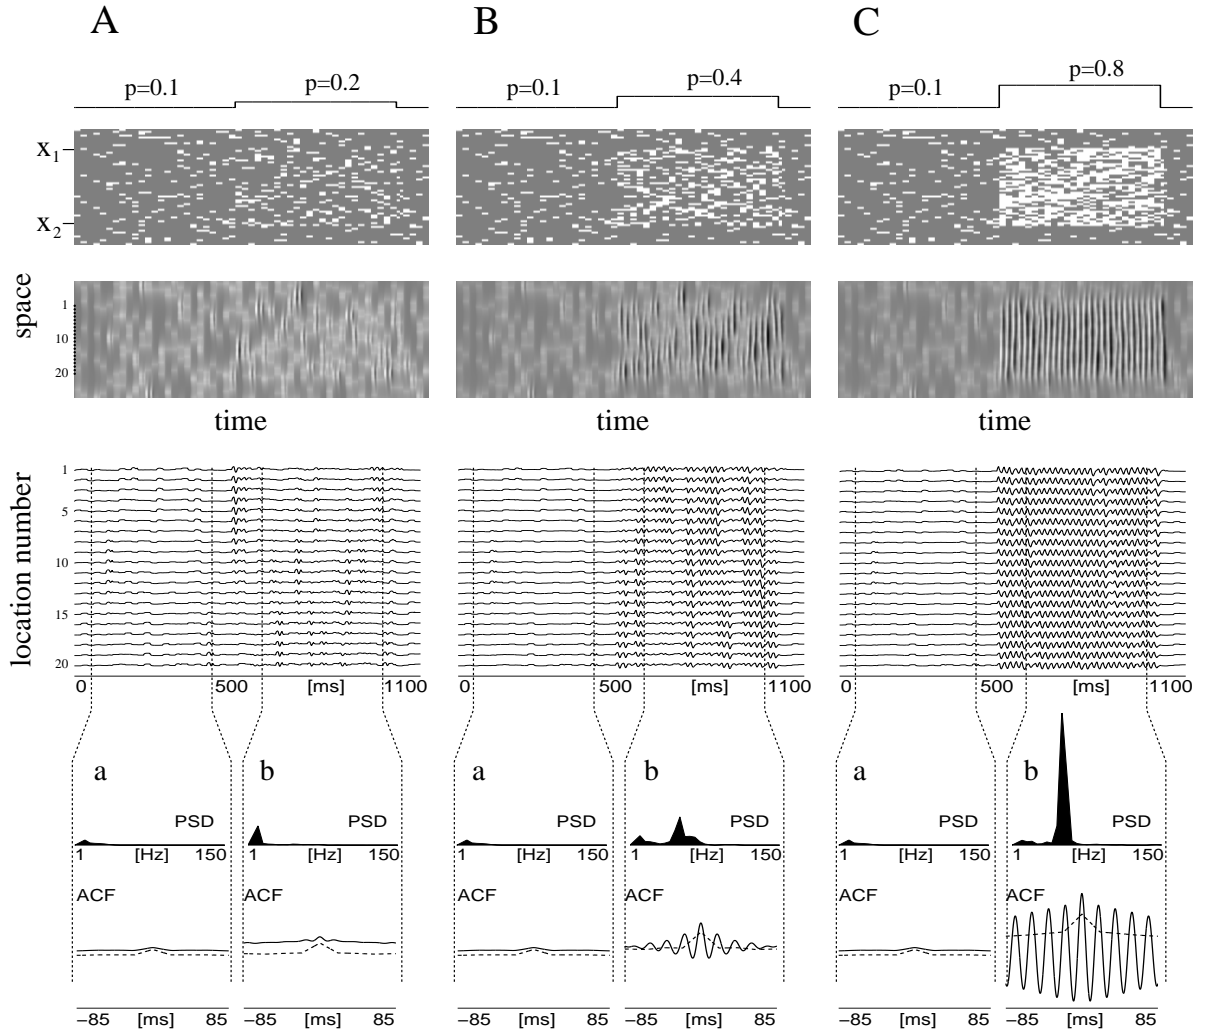 A B C
p=0.1 p=0.2 p=0.1 p=0.4 p=0.1 p=0.8
x1
x2
space
1
10
20
time time time
location number
1
5
10
15
20
0 500 [ms] 1100 0 500 [ms] 1100 0 500 [ms] 1100
a b a b a b
PSD PSD PSD PSD PSD PSD
1 [Hz] 150 1 [Hz] 150 1 [Hz] 150 1 [Hz] 150 1 [Hz] 150 1 [Hz] 150
ACF ACF ACF ACF
−85 [ms] 85 −85 [ms] 85 −85 [ms] 85 −85 [ms] 85 −85 [ms] 85 −85 [ms] 85